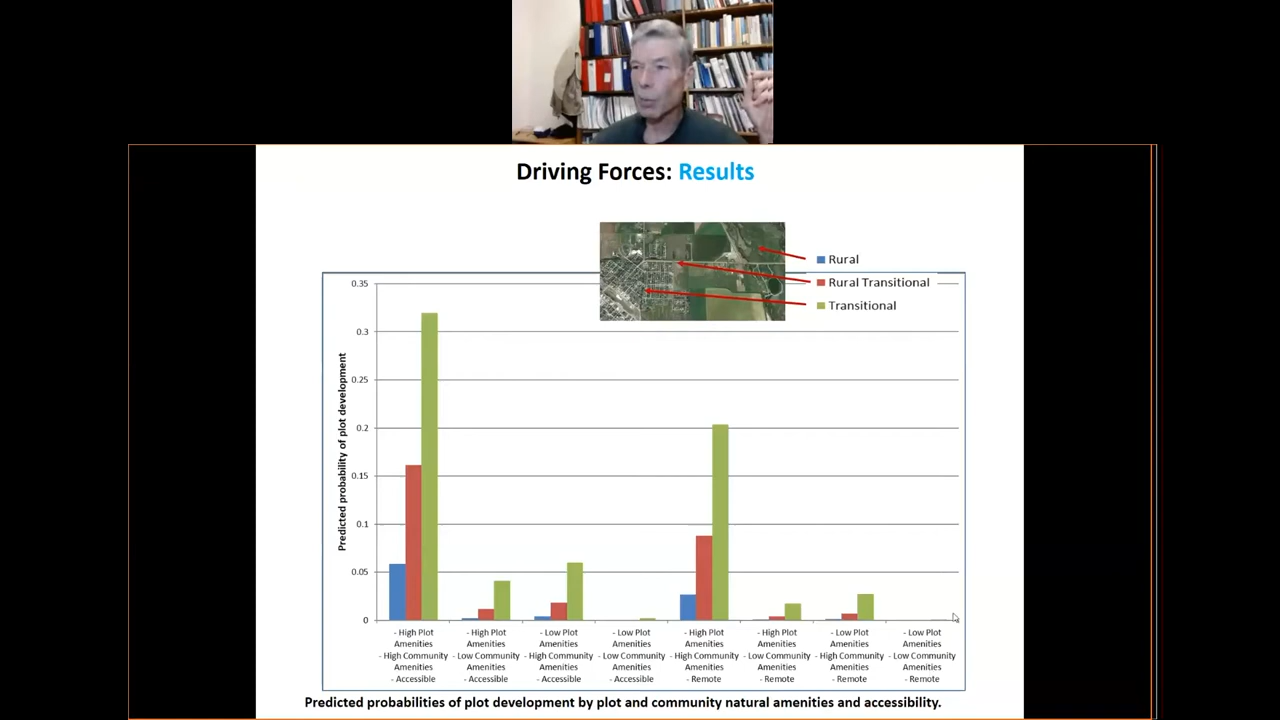 Driving Forces: Results
Rural
Rural Transitional
Transitional
0.35
0.3
0.25
0.2
0.15
0.1
0.05
0
Predicted probability of plot development
- High Plot
Amenities
- High Community
Amenities
- Accessible
- High Plot
Amenities
- Low Community
Amenities
- Accessible
- Low Plot
Amenities
- High Community
Amenities
- Accessible
- Low Plot
Amenities
- Low Community
Amenities
- Accessible
- High Plot
Amenities
- High Community
Amenities
- Remote
- High Plot
Amenities
- Low Community
Amenities
- Remote
- Low Plot
Amenities
- High Community
Amenities
- Remote
- Low Plot
Amenities
- Low Community
Amenities
- Remote
Predicted probabilities of plot development by plot and community natural amenities and accessibility.